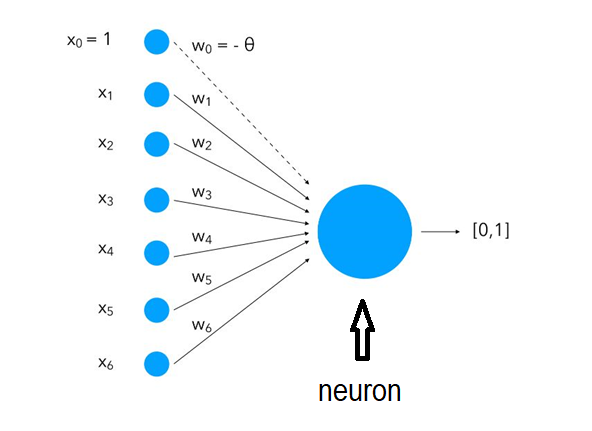 x₀ = 1
w₀ = - θ
x₁
w₁
x₂
w₂
x₃
w₃
x₄
w₄
[0,1]
x₅
w₅
x₆
w₆
neuron